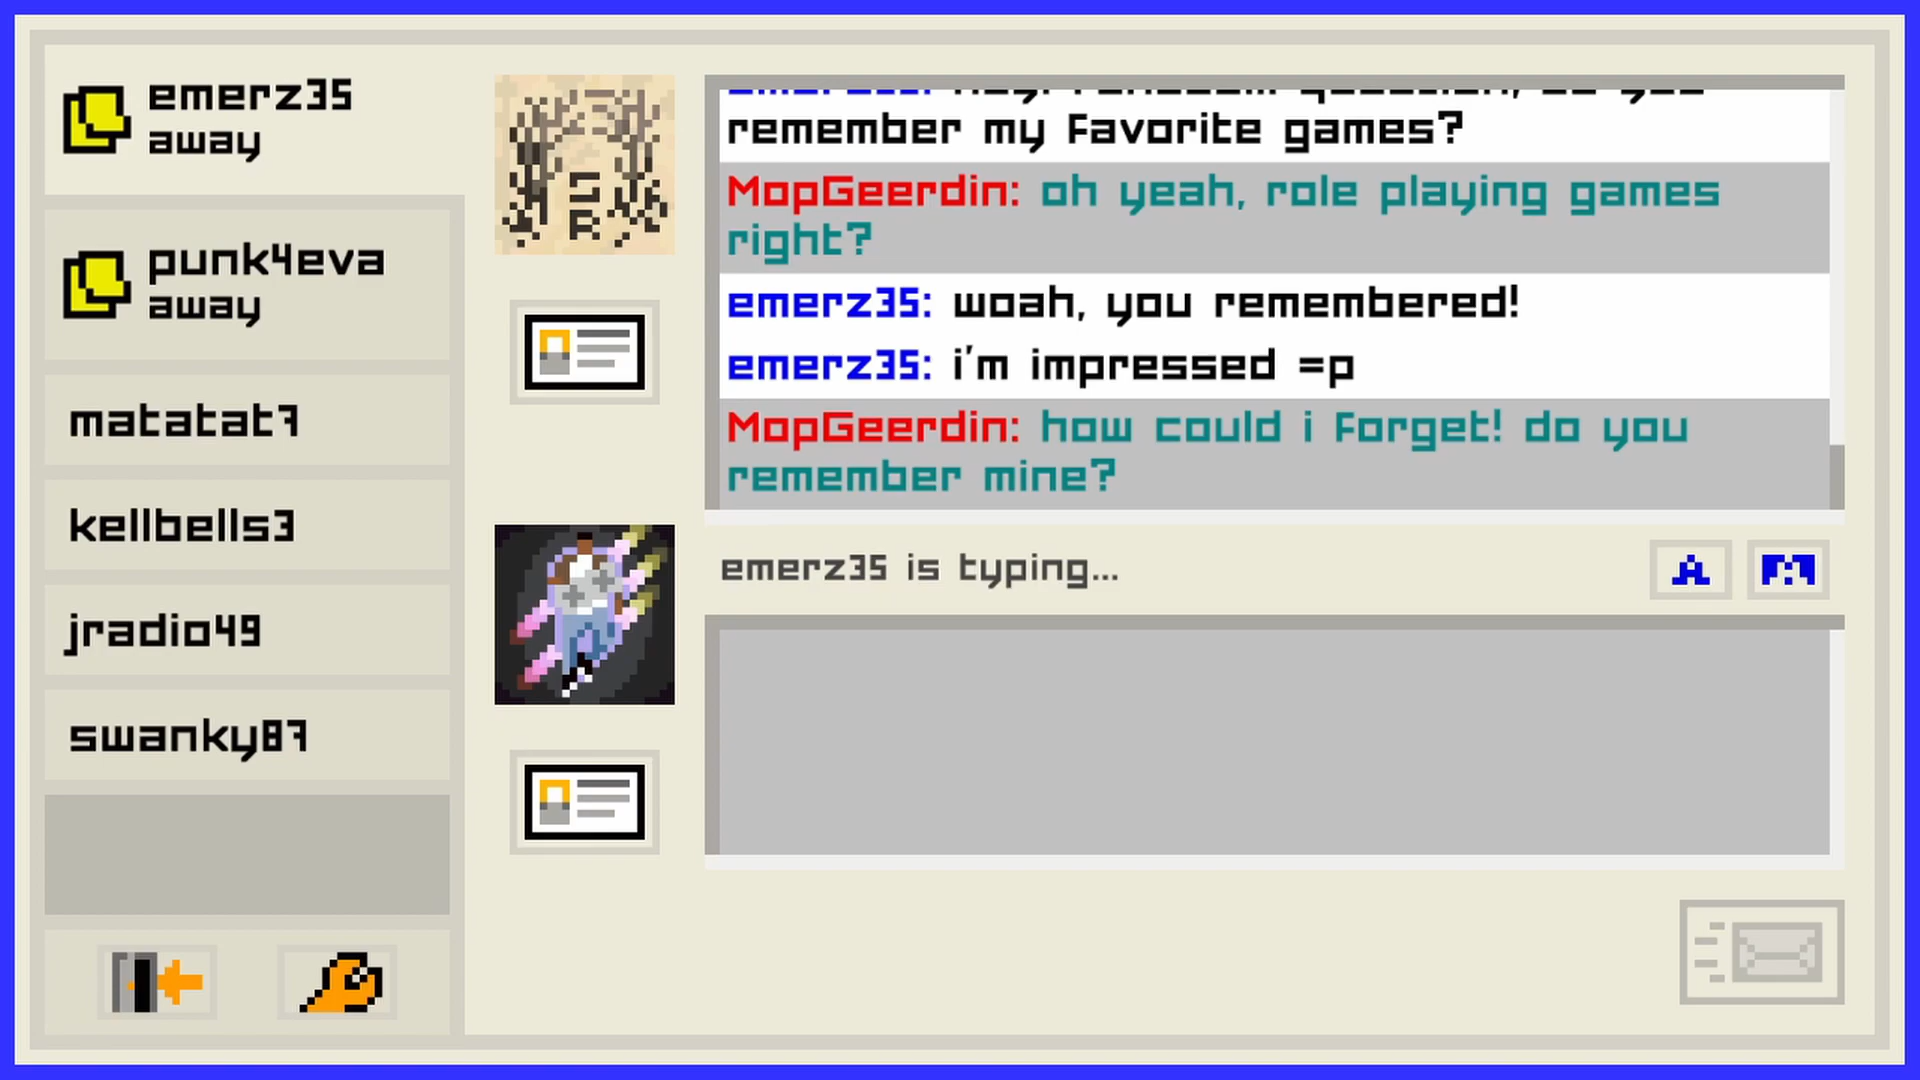 emerz35
away
punk4eva
away
matatat7
kellbells3
jradio49
swanky87
S
R
remember my favorite games?
MopGeerdin: oh yeah, role playing games
right?
emerz35: woah, you remembered!
emerz35: i'm impressed =p
MopGeerdin: how could i forget! do you
remember mine?
emerz35 is typing...
A